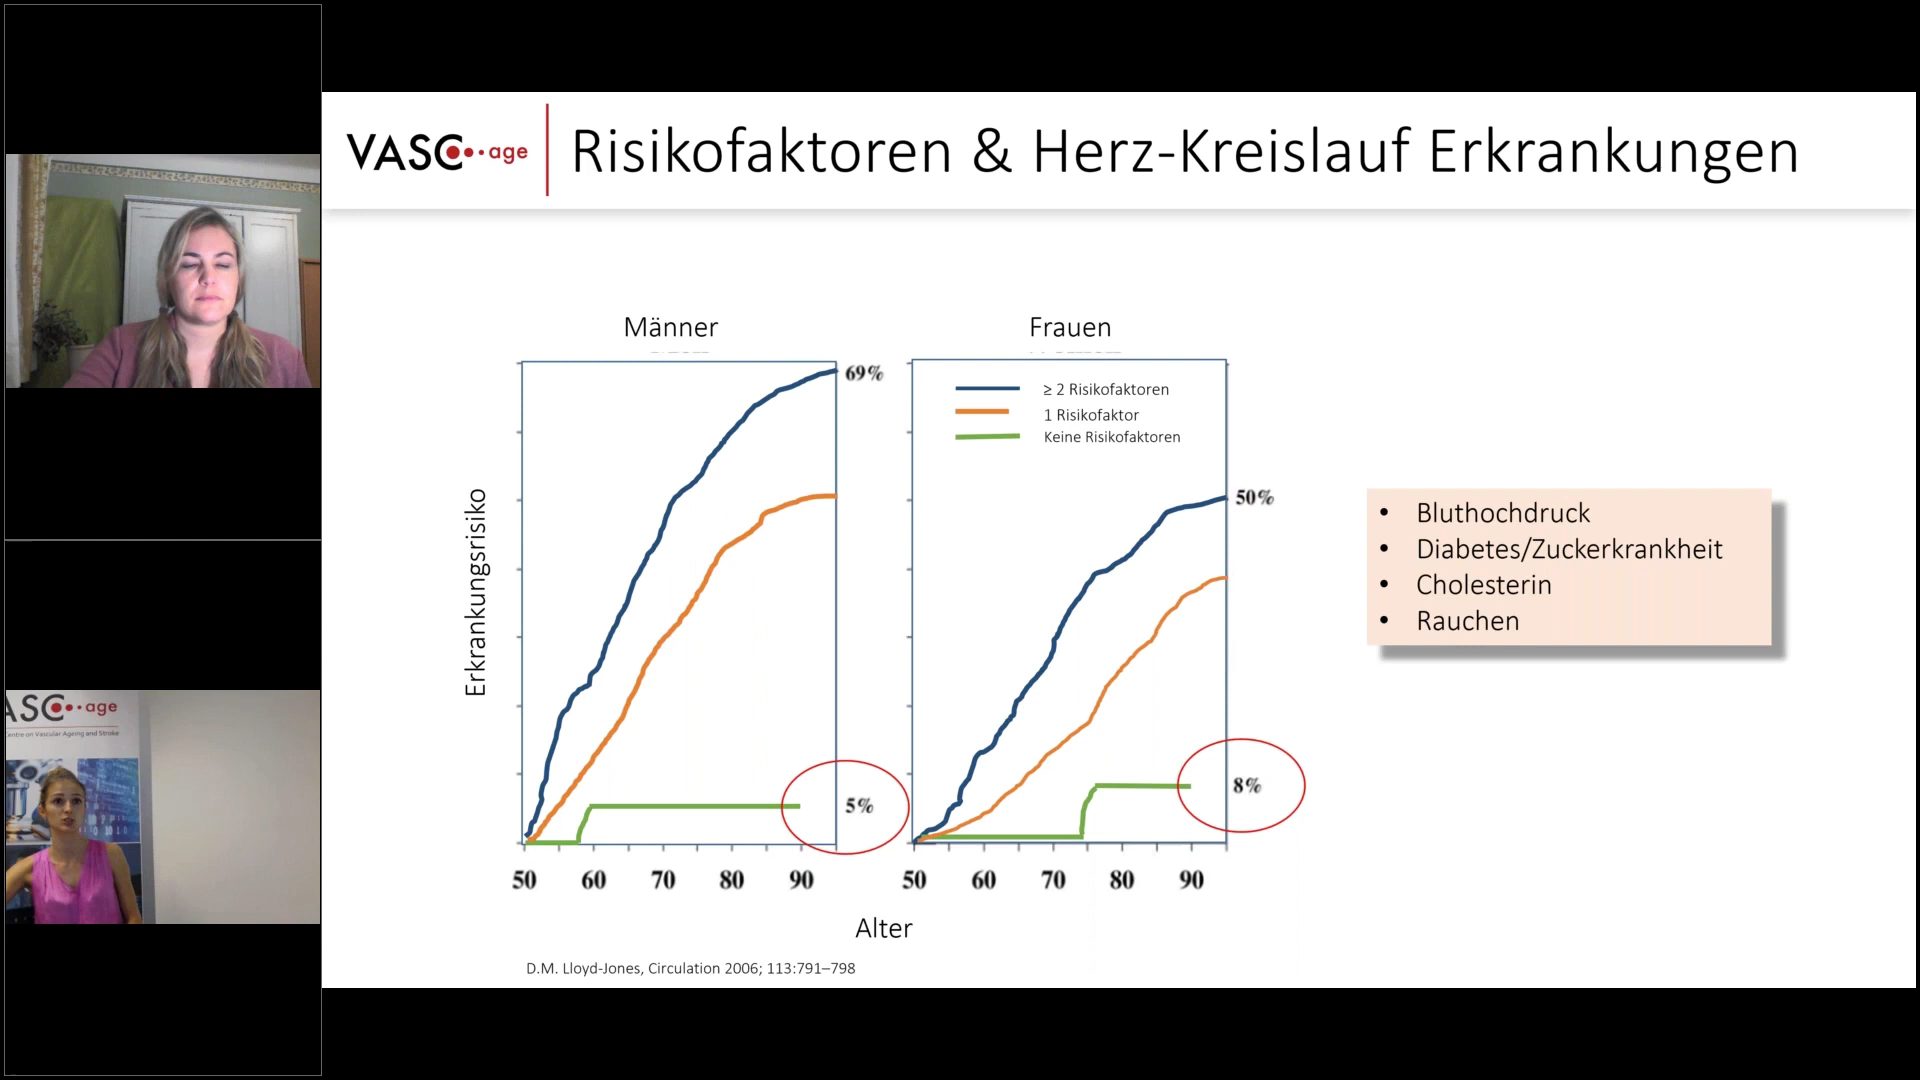 VASC age
Risikofaktoren & Herz-Kreislauf Erkrankungen
Männer
Frauen
69%
≥ 2 Risikofaktoren
1 Risikofaktor
Keine Risikofaktoren
50%
Erkrankungsrisiko
5%
8%
50 60 70 80 90
50 60 70 80 90
Alter
D.M. Lloyd-Jones, Circulation 2006; 113:791–798
• Bluthochdruck
• Diabetes/Zuckerkrankheit
• Cholesterin
• Rauchen
ASC age
entre on Vascular Ageing and Stroke